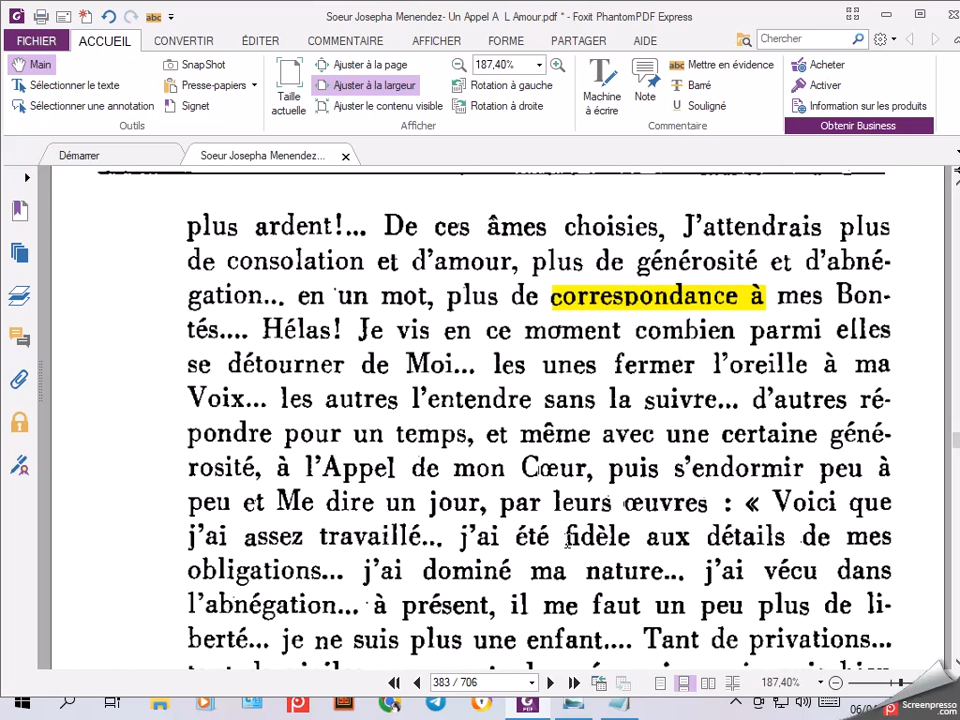 Soeur Josepha Menendez- Un Appel A L Amour.pdf * - Foxit PhantomPDF Express
FICHIER ACCUEIL CONVERTIR ÉDITER COMMENTAIRE AFFICHER FORME PARTAGER AIDE Chercher
Main SnapShot Ajuster à la page 187,40% Mettre en évidence Acheter
Sélectionner le texte Presse-papiers Taille actuelle Ajuster à la largeur Rotation à gauche Machine à écrire Note Barré Activer
Sélectionner une annotation Signet Ajuster le contenu visible Rotation à droite Souligné Information sur les produits
Outils Afficher Commentaire Obtenir Business
Démarrer Soeur Josepha Menendez...
plus ardent!... De ces âmes choisies, J'attendrais plus
de consolation et d'amour, plus de générosité et d'abné-
gation... en un mot, plus de correspondance à mes Bon-
tés.... Hélas! Je vis en ce moment combien parmi elles
se détourner de Moi... les unes fermer l'oreille à ma
Voix... les autres l'entendre sans la suivre... d'autres ré-
pondre pour un temps, et même avec une certaine géné-
rosité, à l'Appel de mon Cœur, puis s'endormir peu à
peu et Me dire un jour, par leurs œuvres : « Voici que
j'ai assez travaillé... j'ai été fidèle aux détails de mes
obligations... j'ai dominé ma nature... j'ai vécu dans
l'abnégation... à présent, il me faut un peu plus de li-
berté... je ne suis plus une enfant.... Tant de privations...
383 / 706 187,40%
Screenpresso
.com